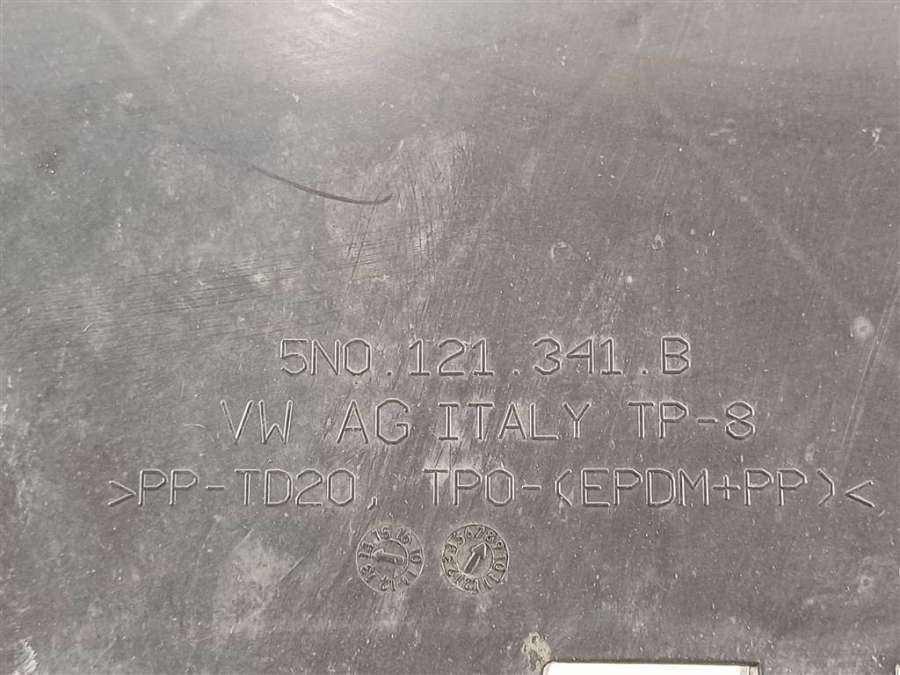 5N0.121.341.B
VW AG ITALY TP-8
>PP-TD20, TPO-(EPDM+PP)<